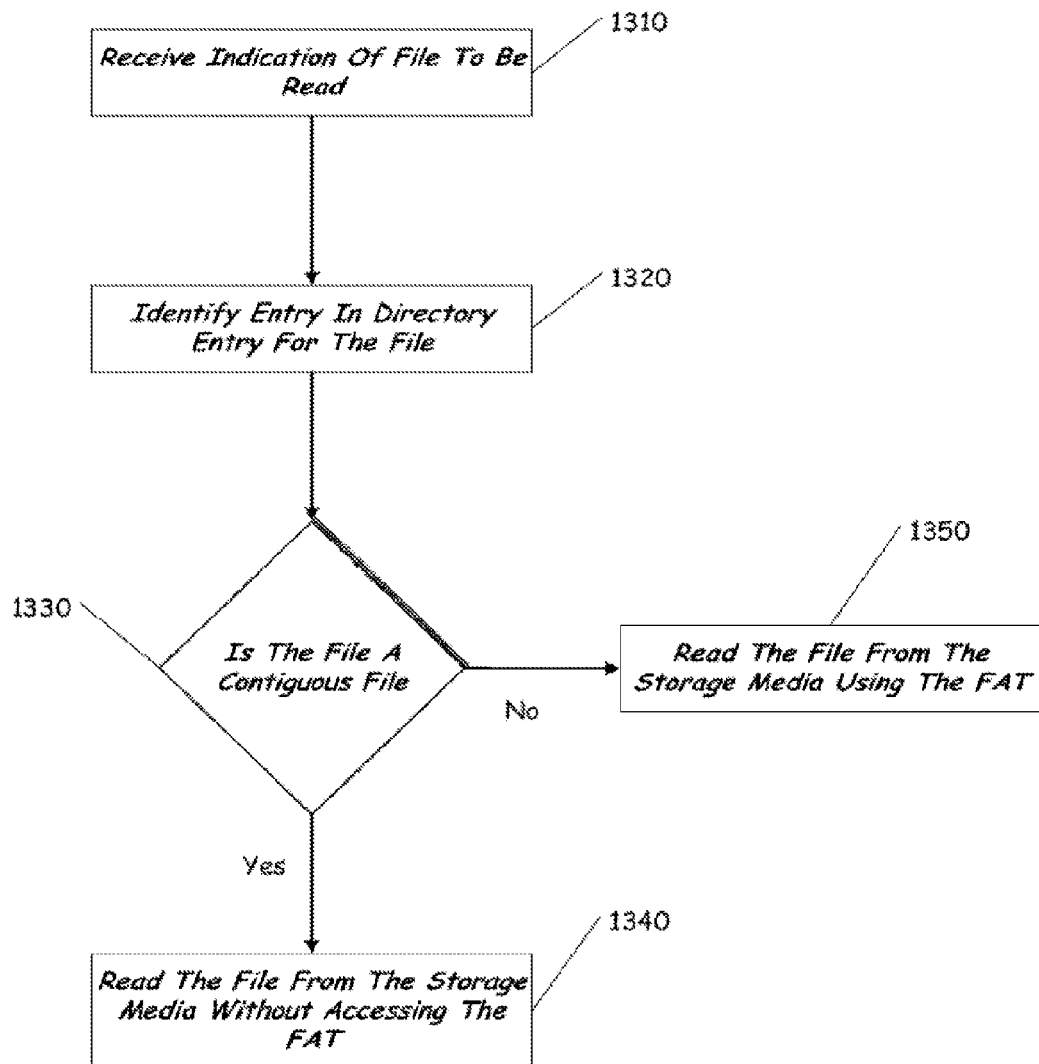 1310
Receive Indication Of File To Be
Read
1320
Identify Entry In Directory
Entry For The File
1330
Is The File A
Contiguous File
No
1350
Read The File From The
Storage Media Using The FAT
Yes
1340
Read The File From The Storage
Media Without Accessing The
FAT